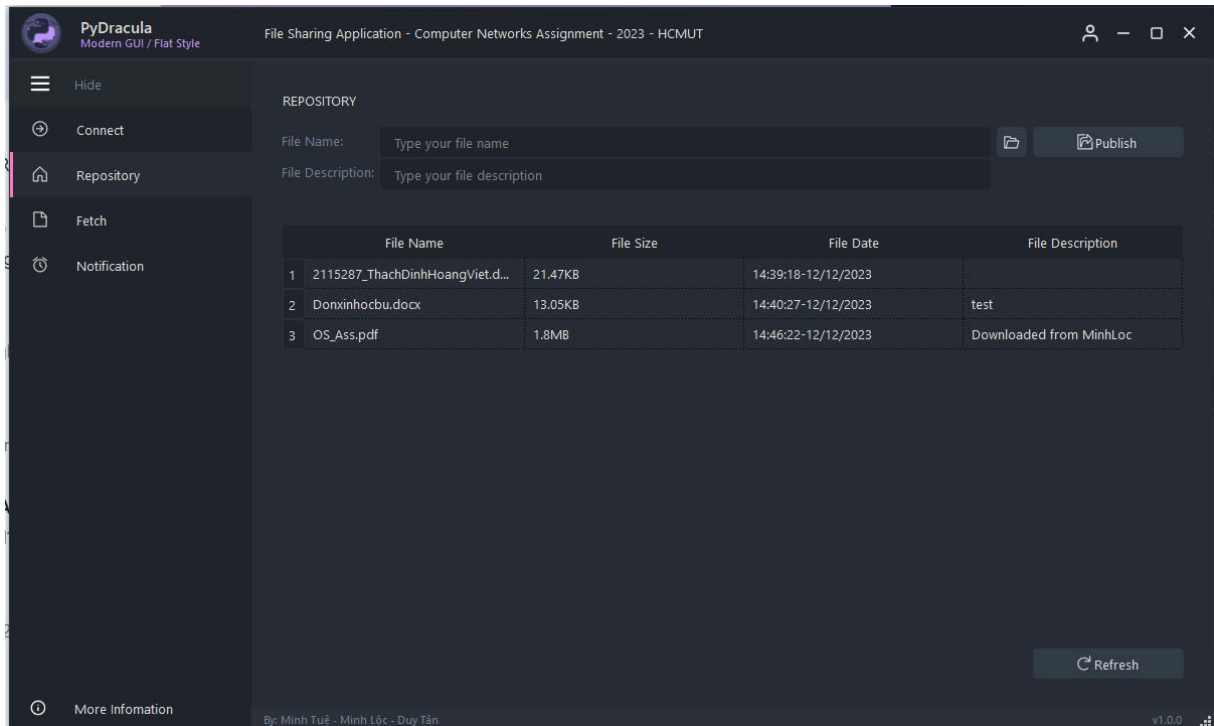 PyDracula
Modern GUI / Flat Style
File Sharing Application - Computer Networks Assignment - 2023 - HCMUT
Hide
Connect
Repository
Fetch
Notification
More Infomation
REPOSITORY
File Name: Type your file name Publish
File Description: Type your file description
File Name File Size File Date File Description
1 2115287_ThachDinhHoangViet.d... 21.47KB 14:39:18-12/12/2023
2 Donxinhocbu.docx 13.05KB 14:40:27-12/12/2023 test
3 OS_Ass.pdf 1.8MB 14:46:22-12/12/2023 Downloaded from MinhLoc
Refresh
By: Minh Tuê - Minh Lôc - Duy Tân v1.0.0